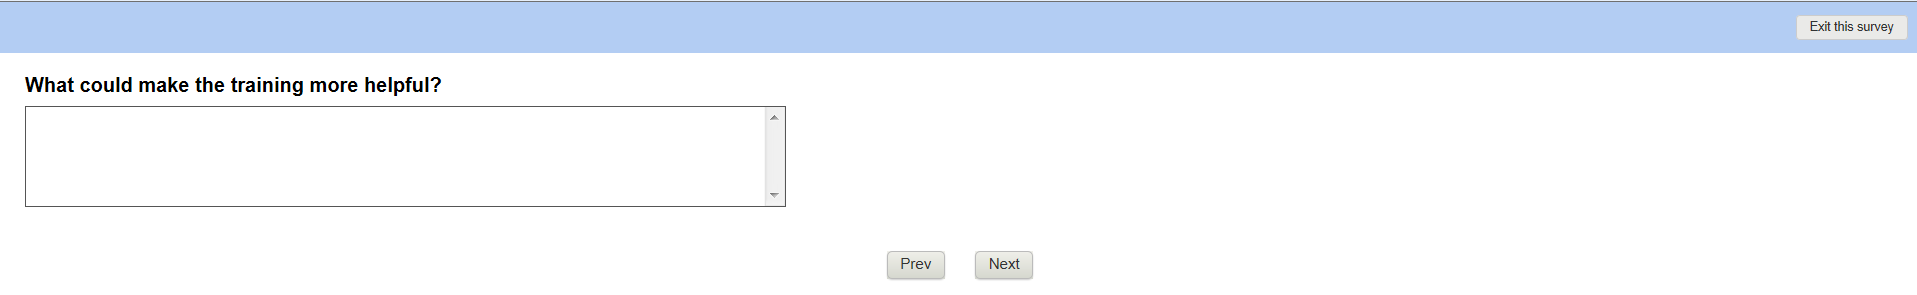 Exit this survey
What could make the training more helpful?
Prev Next